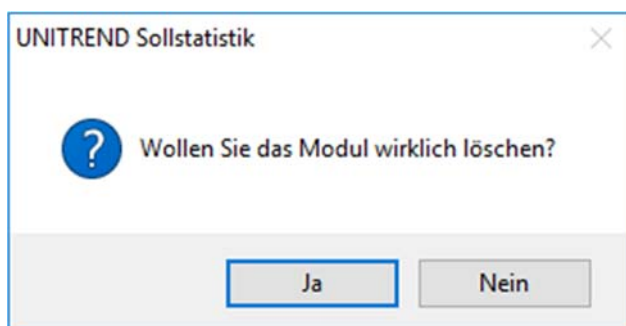 UNITREND Sollstatistik
Wollen Sie das Modul wirklich löschen?
Ja
Nein